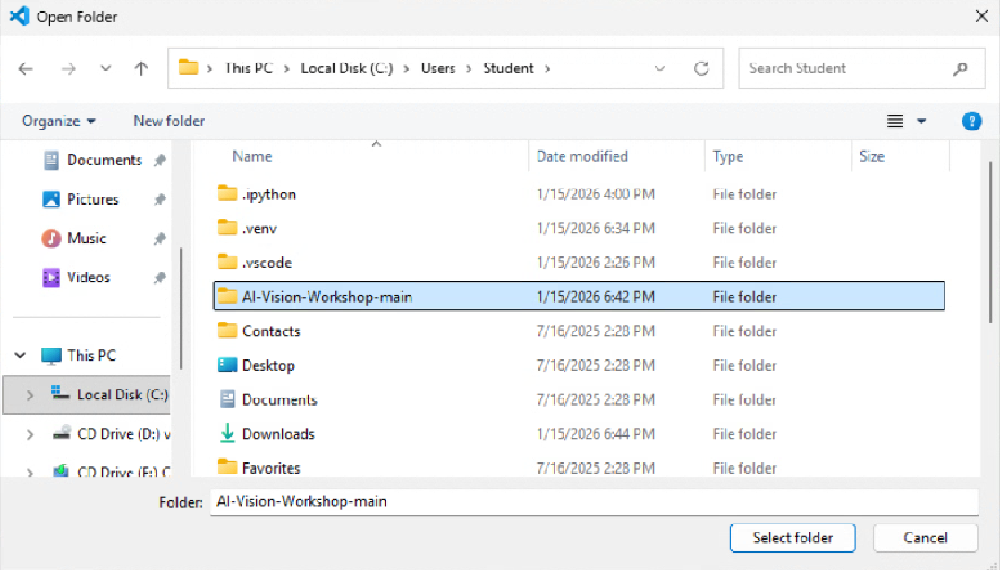 Open Folder
This PC > Local Disk (C:) > Users > Student >
Search Student
Organize
New folder
?
Name Date modified Type Size
Documents
Pictures
Music
Videos
This PC
Local Disk (C:)
CD Drive (D:) v
CD Drive (F:) C
.ipython 1/15/2026 4:00 PM File folder
.venv 1/15/2026 6:34 PM File folder
.vscode 1/15/2026 2:26 PM File folder
AI-Vision-Workshop-main 1/15/2026 6:42 PM File folder
Contacts 7/16/2025 2:28 PM File folder
Desktop 7/16/2025 2:28 PM File folder
Documents 7/16/2025 2:28 PM File folder
Downloads 1/15/2026 6:44 PM File folder
Favorites 7/16/2025 2:28 PM File folder
Folder: AI-Vision-Workshop-main
Select folder Cancel